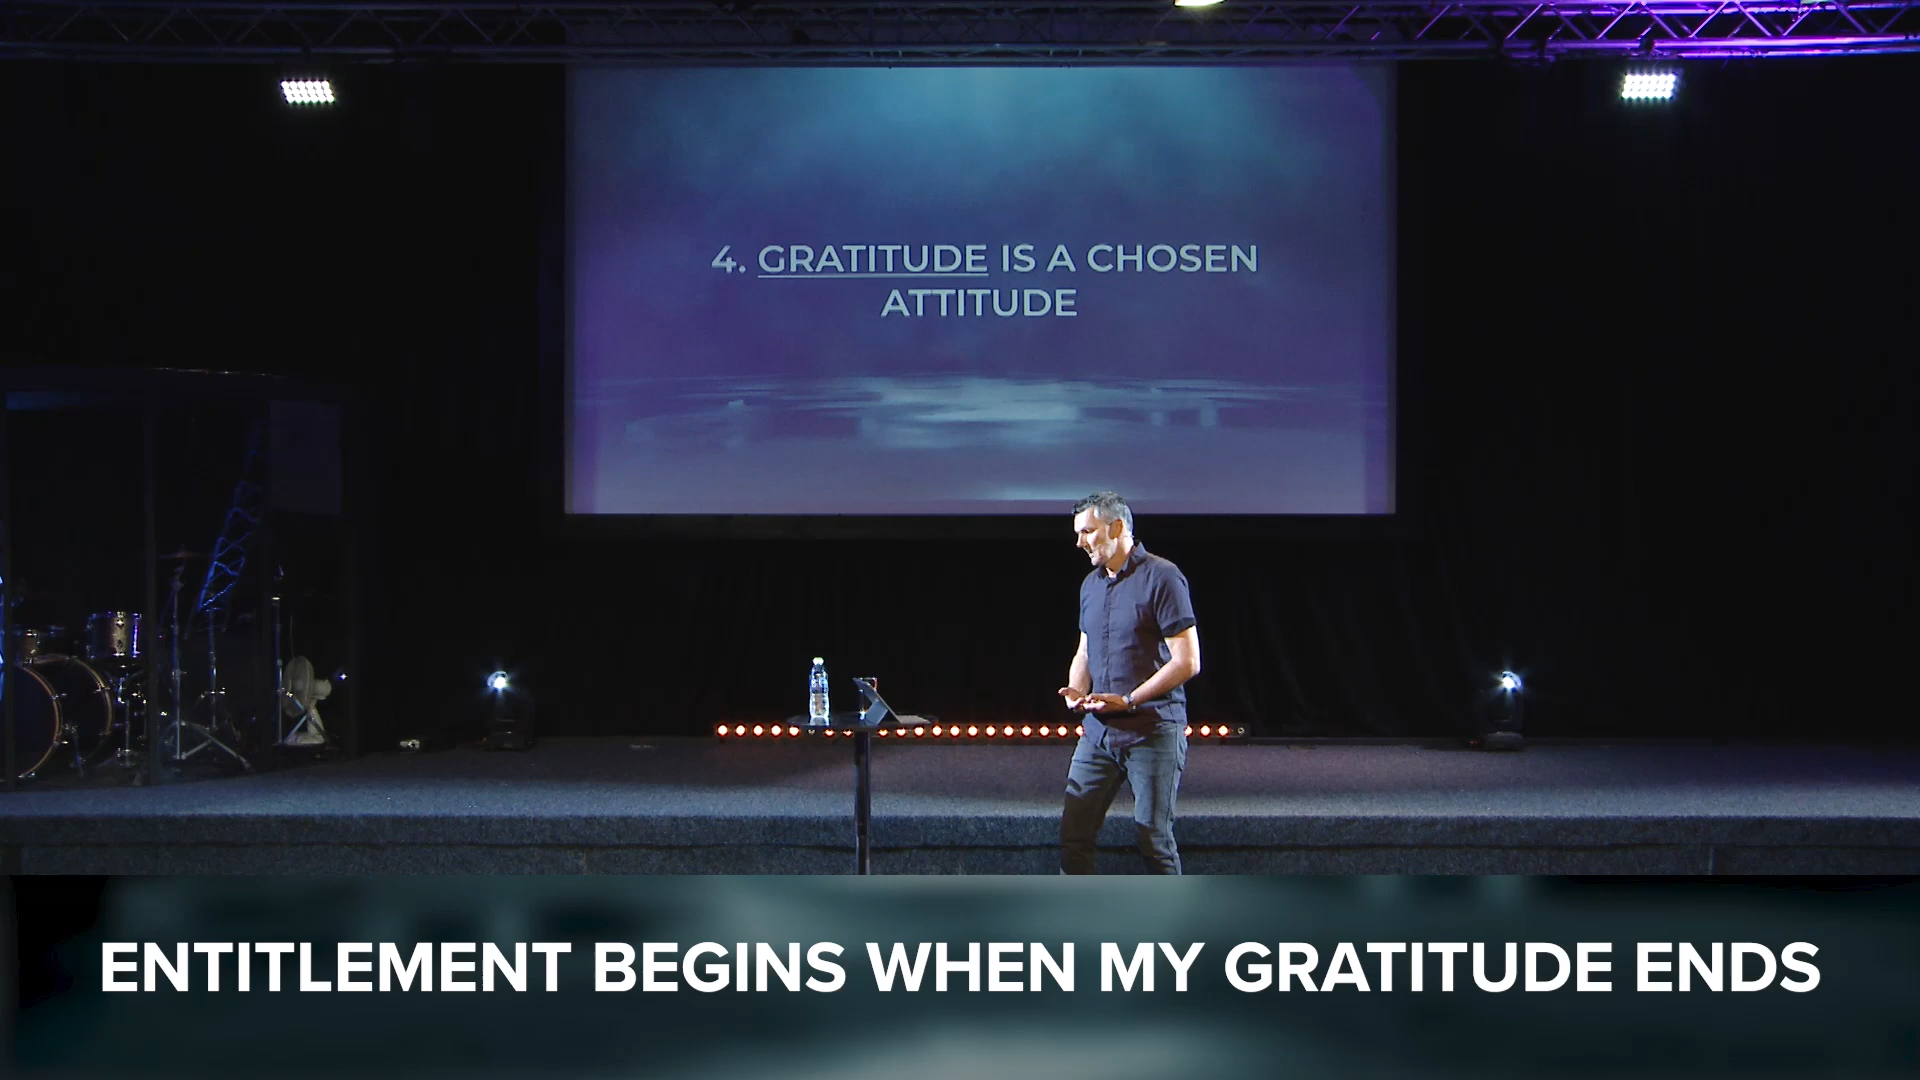 4. GRATITUDE IS A CHOSEN
ATTITUDE
ENTITLEMENT BEGINS WHEN MY GRATITUDE ENDS